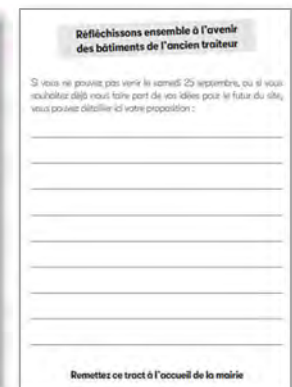 Réfléchissons ensemble à l'avenir
des bâtiments de l'ancien traiteur
Si vous ne pouvez pas venir le samedi 25 septembre, ou si vous
souhaitez déjà nous faire part de vos idées pour le futur du site,
vous pouvez détailler ici votre proposition :
Remettez ce tract à l'accueil de la mairie